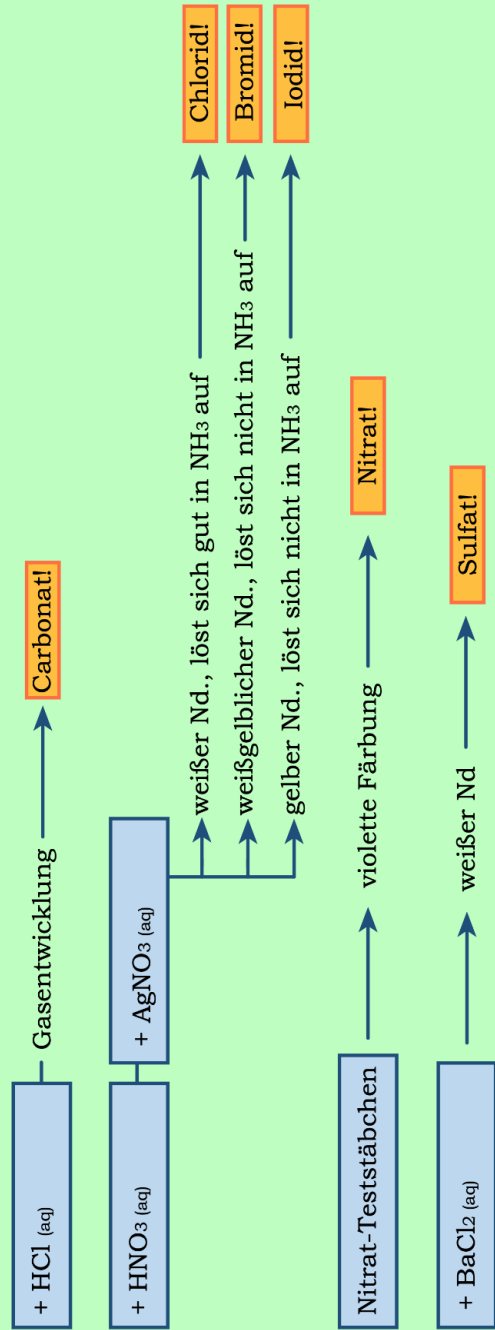 + HCl (aq)
Gasentwicklung
Carbonat!
+ HNO3 (aq)
+ AgNO3 (aq)
weißer Nd., löst sich gut in NH3 auf
Chlorid!
weißgelblicher Nd., löst sich nicht in NH3 auf
Bromid!
gelber Nd., löst sich nicht in NH3 auf
Iodid!
Nitrat-Teststäbchen
violette Färbung
Nitrat!
+ BaCl2 (aq)
weißer Nd
Sulfat!